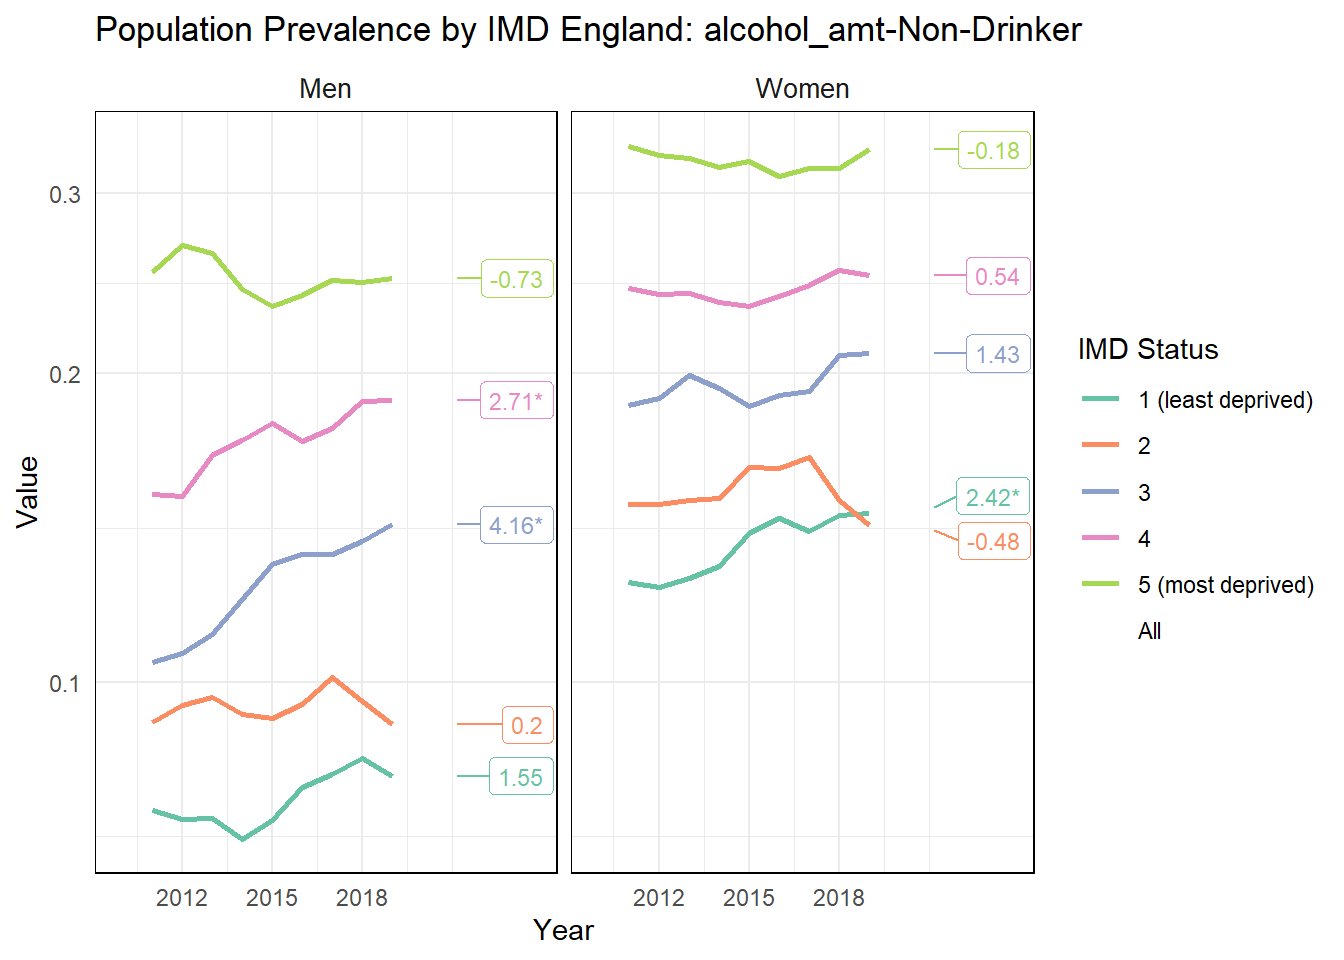 Population Prevalence by IMD England: alcohol_amt-Non-Drinker
Men
Women
0.3
0.2
0.1
Value
-0.73
2.71*
4.16*
0.2
1.55
-0.18
0.54
1.43
2.42*
-0.48
2012 2015 2018
2012 2015 2018
Year
IMD Status
1 (least deprived)
2
3
4
5 (most deprived)
All